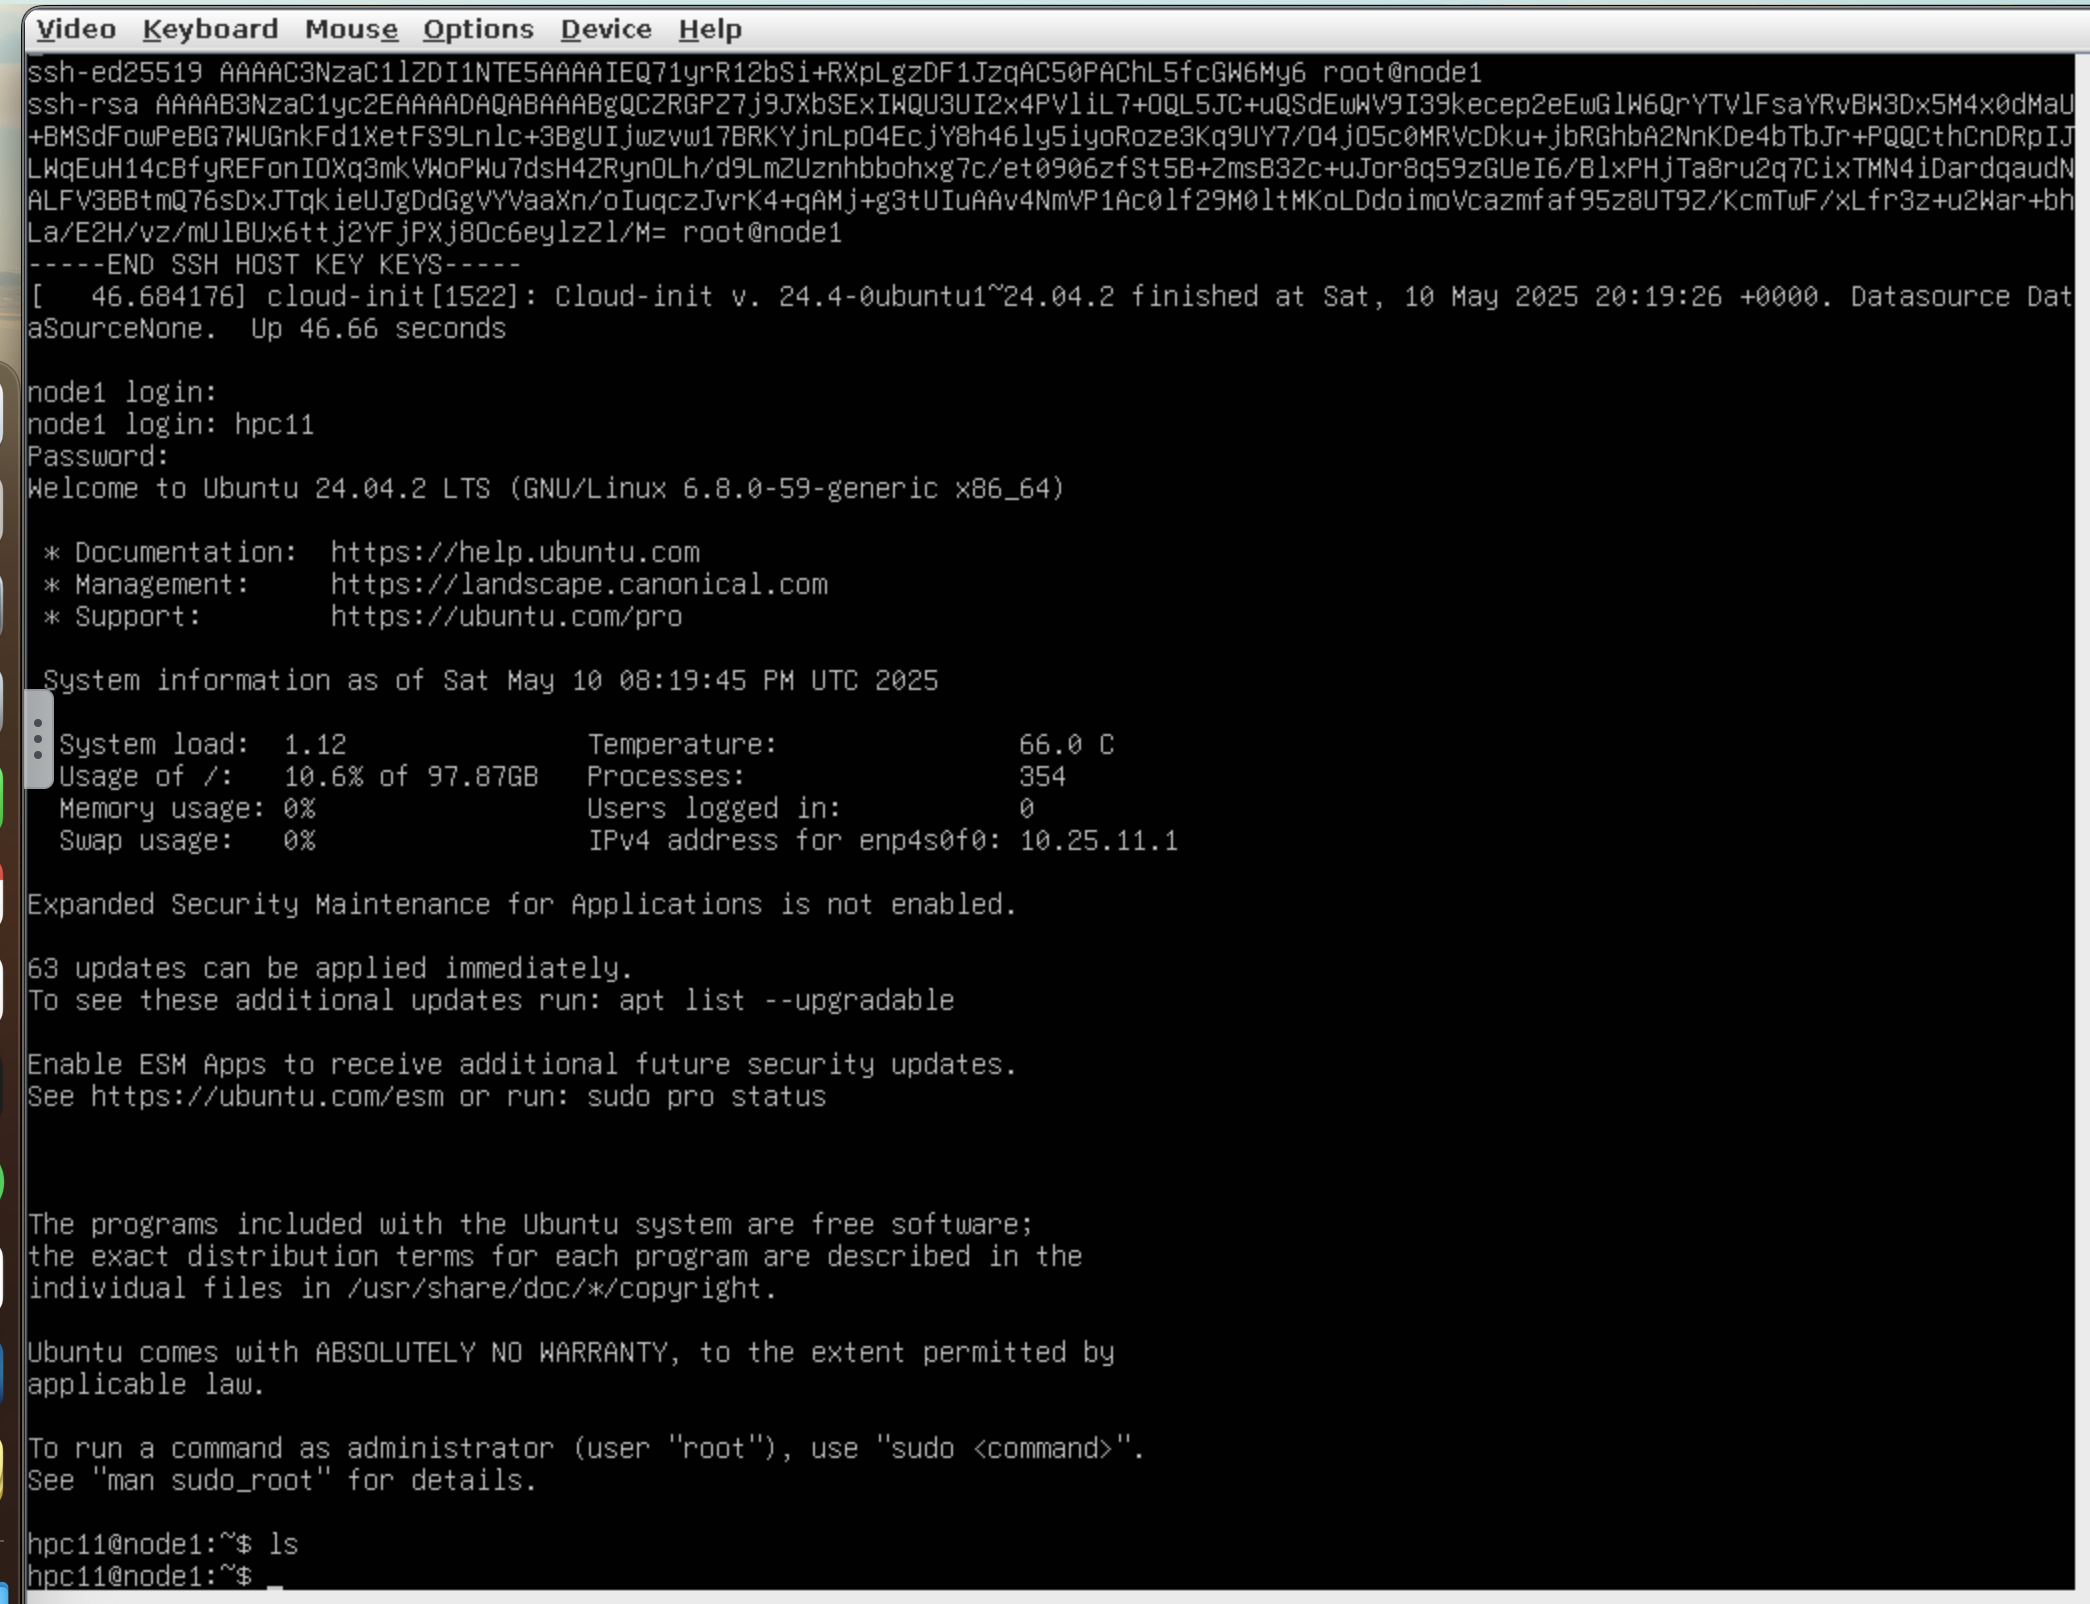 Video Keyboard Mouse Options Device Help
ssh-ed25519 AAAAC3NzaC1lZDI1NTE5AAAAIEQ71yrR12bSi+RXpLgzDF1JzqAC50PAChL5fcGW6My6 root@node1
ssh-rsa AAAAB3NzaC1yc2EAAAADAQABAAABgQCZRGPZ7j9JXbSExIWQU3UI2x4PVliL7+OQL5JC+uQSdEwWV9I39kecep2eEwGlW6QrYTVlFsaYRvBW3Dx5M4x0dMaU
+BMSdFowPeBG7WUGnkFd1XetFS9Lnlc+3BgUIjwzvw17BRKYjnLpO4EcjY8h46ly5iyoRoze3Kq9UY7/O4jO5c0MRVcDku+jbRGhbA2NnKDe4bTbJr+PQQCthCnDRpIJ
LWqEuH14cBfyREFonIOXq3mkVWoPWu7dsH4ZRynOLh/d9LmZUznhbbohxg7c/et0906zfSt5B+ZmsB3Zc+uJor8q59zGUeI6/BlxPHjTa8ru2q7CixTMN4iDardqaudN
ALFV3BBtmQ76sDxJTqkieUJgDdGgVYVaaXn/oIuqczJvrK4+qAMj+g3tUIuAAv4NmVP1Ac0lf29M0ltMKoLDdoimoVcazmfaf95z8UT9Z/KcmTwF/xLfr3z+u2War+bh
La/E2H/vz/mUlBUx6ttj2YFjPXj8Oc6eylzZl/M= root@node1
-----END SSH HOST KEY KEYS-----
[   46.684176] cloud-init[1522]: Cloud-init v. 24.4-0ubuntu1~24.04.2 finished at Sat, 10 May 2025 20:19:26 +0000. Datasource Dat
aSourceNone.  Up 46.66 seconds
node1 login:
node1 login: hpc11
Password:
Welcome to Ubuntu 24.04.2 LTS (GNU/Linux 6.8.0-59-generic x86_64)
* Documentation:  https://help.ubuntu.com
* Management:     https://landscape.canonical.com
* Support:        https://ubuntu.com/pro
System information as of Sat May 10 08:19:45 PM UTC 2025
System load:  1.12               Temperature:               66.0 C
Usage of /:   10.6% of 97.87GB   Processes:                 354
Memory usage: 0%                 Users logged in:           0
Swap usage:   0%                 IPv4 address for enp4s0f0: 10.25.11.1
Expanded Security Maintenance for Applications is not enabled.
63 updates can be applied immediately.
To see these additional updates run: apt list --upgradable
Enable ESM Apps to receive additional future security updates.
See https://ubuntu.com/esm or run: sudo pro status
The programs included with the Ubuntu system are free software;
the exact distribution terms for each program are described in the
individual files in /usr/share/doc/*/copyright.
Ubuntu comes with ABSOLUTELY NO WARRANTY, to the extent permitted by
applicable law.
To run a command as administrator (user "root"), use "sudo <command>".
See "man sudo_root" for details.
hpc11@node1:~$ ls
hpc11@node1:~$